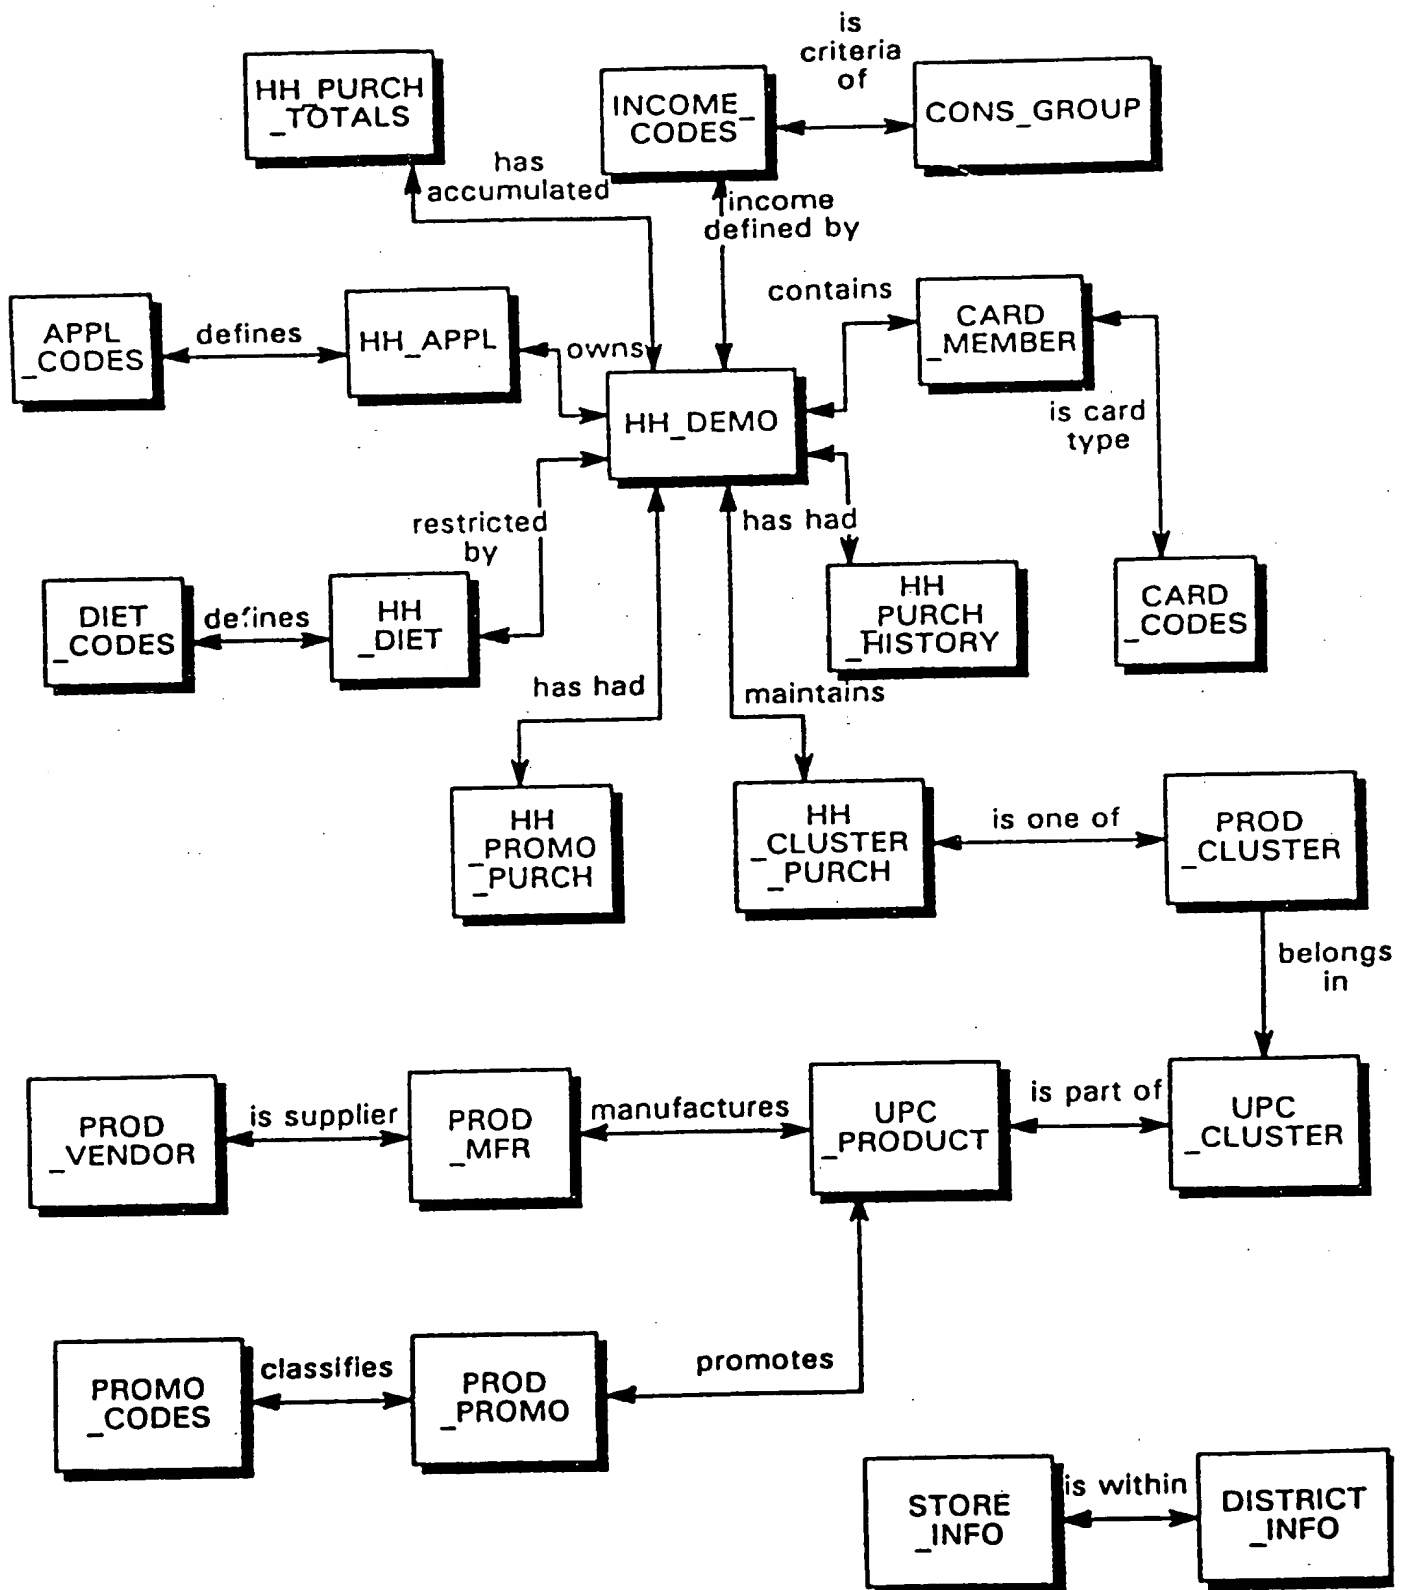 is
criteria
of
HH_PURCH
_TOTALS
INCOME_
CODES
CONS_GROUP
has
accumulated
income
defined by
contains
CARD
_MEMBER
APPL
_CODES
defines
HH_APPL
owns
HH_DEMO
is card
type
restricted
by
has had
DIET
_CODES
defines
HH
_DIET
HH
_PURCH
_HISTORY
CARD
_CODES
has had
maintains
HH
_PROMO
_PURCH
HH
_CLUSTER
_PURCH
is one of
PROD
_CLUSTER
belongs
in
PROD
_VENDOR
is supplier
PROD
_MFR
manufactures
UPC
_PRODUCT
is part of
UPC
_CLUSTER
PROMO
_CODES
classifies
PROD
_PROMO
promotes
STORE
_INFO
is within
DISTRICT
_INFO